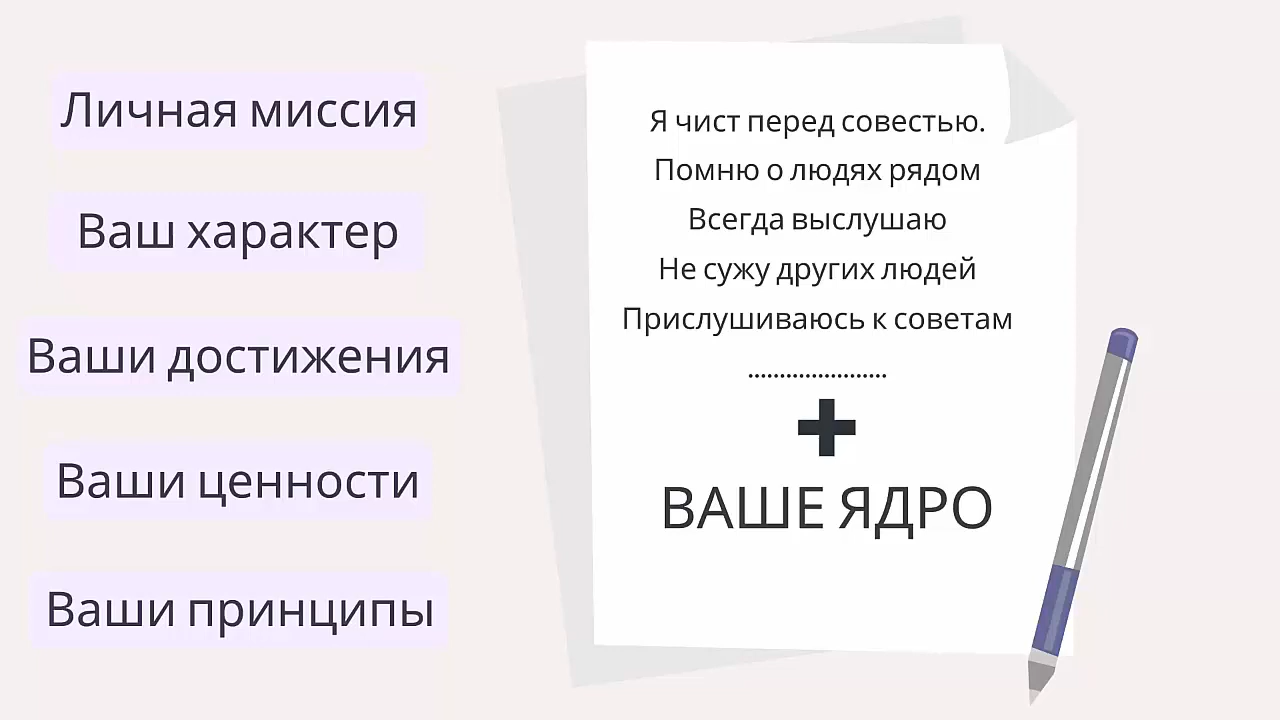 Личная миссия
Ваш характер
Ваши достижения
Ваши ценности
Ваши принципы
Я чист перед совестью.
Помню о людях рядом
Всегда выслушаю
Не сужу других людей
Прислушиваюсь к советам
......................
+
ВАШЕ ЯДРО